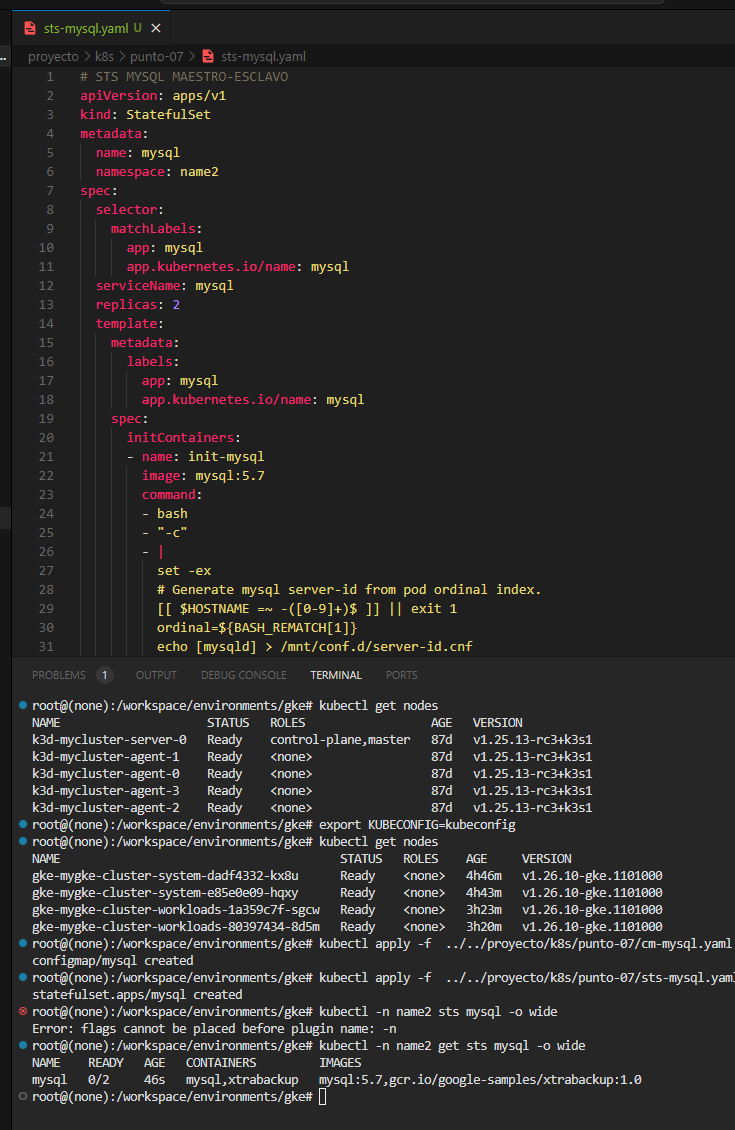 sts-mysql.yaml U
proyecto > k8s > punto-07 > sts-mysql.yaml
1 # STS MYSQL MAESTRO-ESCLAVO
2 apiVersion: apps/v1
3 kind: StatefulSet
4 metadata:
5 name: mysql
6 namespace: name2
7 spec:
8 selector:
9 matchLabels:
10 app: mysql
11 app.kubernetes.io/name: mysql
12 serviceName: mysql
13 replicas: 2
14 template:
15 metadata:
16 labels:
17 app: mysql
18 app.kubernetes.io/name: mysql
19 spec:
20 initContainers:
21 - name: init-mysql
22 image: mysql:5.7
23 command:
24 - bash
25 - "-c"
26 - |
27 set -ex
28 # Generate mysql server-id from pod ordinal index.
29 [[ $HOSTNAME =~ -([0-9]+)$ ]] || exit 1
30 ordinal=${BASH_REMATCH[1]}
31 echo [mysqld] > /mnt/conf.d/server-id.cnf
PROBLEMS 1 OUTPUT DEBUG CONSOLE TERMINAL PORTS
root@(none):/workspace/environments/gke# kubectl get nodes
NAME STATUS ROLES AGE VERSION
k3d-mycluster-server-0 Ready control-plane,master 87d v1.25.13-rc3+k3s1
k3d-mycluster-agent-1 Ready <none> 87d v1.25.13-rc3+k3s1
k3d-mycluster-agent-0 Ready <none> 87d v1.25.13-rc3+k3s1
k3d-mycluster-agent-3 Ready <none> 87d v1.25.13-rc3+k3s1
k3d-mycluster-agent-2 Ready <none> 87d v1.25.13-rc3+k3s1
root@(none):/workspace/environments/gke# export KUBECONFIG=kubeconfig
root@(none):/workspace/environments/gke# kubectl get nodes
NAME STATUS ROLES AGE VERSION
gke-mygke-cluster-system-dadf4332-kx8u Ready <none> 4h46m v1.26.10-gke.1101000
gke-mygke-cluster-system-e85e0e09-hqxy Ready <none> 4h43m v1.26.10-gke.1101000
gke-mygke-cluster-workloads-1a359c7f-sgcw Ready <none> 3h23m v1.26.10-gke.1101000
gke-mygke-cluster-workloads-80397434-8d5m Ready <none> 3h20m v1.26.10-gke.1101000
root@(none):/workspace/environments/gke# kubectl apply -f ../../proyecto/k8s/punto-07/cm-mysql.yaml
configmap/mysql created
root@(none):/workspace/environments/gke# kubectl apply -f ../../proyecto/k8s/punto-07/sts-mysql.yaml
statefulset.apps/mysql created
root@(none):/workspace/environments/gke# kubectl -n name2 sts mysql -o wide
Error: flags cannot be placed before plugin name: -n
root@(none):/workspace/environments/gke# kubectl -n name2 get sts mysql -o wide
NAME READY AGE CONTAINERS IMAGES
mysql 0/2 46s mysql,xtrabackup mysql:5.7,gcr.io/google-samples/xtrabackup:1.0
root@(none):/workspace/environments/gke#